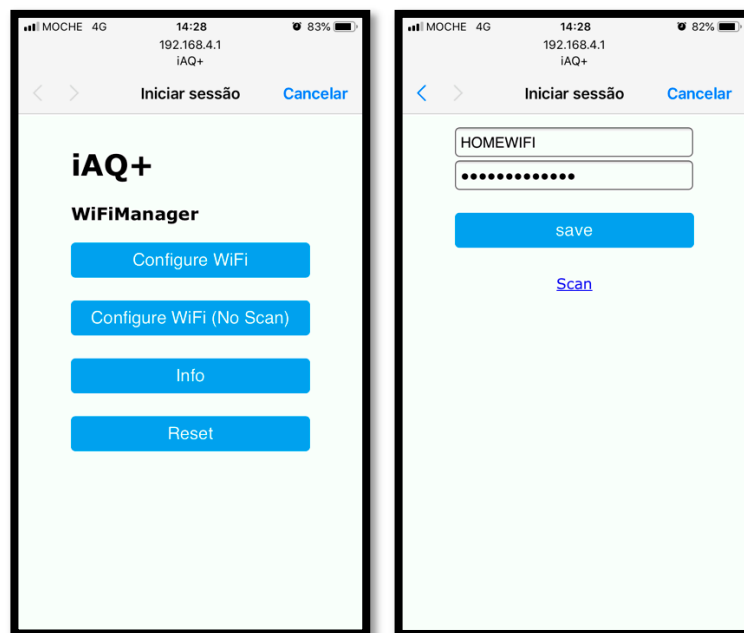 MOCHE 4G 14:28 83%
192.168.4.1
iAQ+
Iniciar sessão Cancelar
iAQ+
WiFiManager
Configure WiFi
Configure WiFi (No Scan)
Info
Reset
MOCHE 4G 14:28 82%
192.168.4.1
iAQ+
Iniciar sessão Cancelar
HOMEWIFI
•••••••••••••
save
Scan